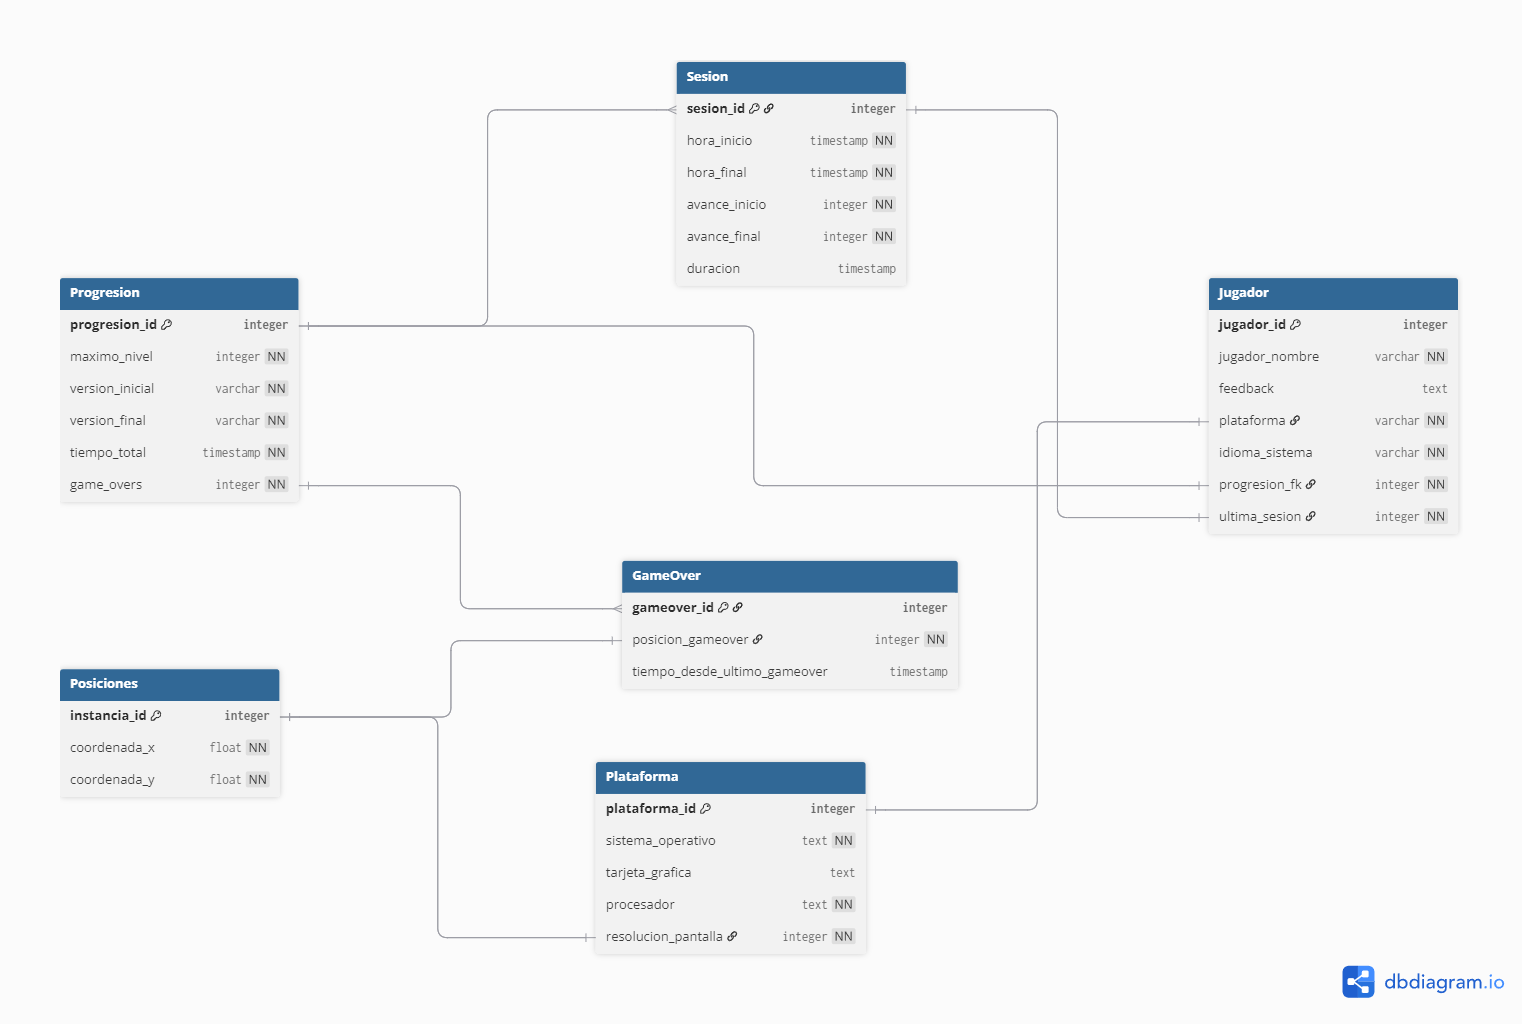 Sesion
sesion_id integer
hora_inicio timestamp NN
hora_final timestamp NN
avance_inicio integer NN
avance_final integer NN
duracion timestamp
Progresion
progresion_id integer
maximo_nivel integer NN
version_inicial varchar NN
version_final varchar NN
tiempo_total timestamp NN
game_overs integer NN
Jugador
jugador_id integer
jugador_nombre varchar NN
feedback text
plataforma varchar NN
idioma_sistema varchar NN
progresion_fk integer NN
ultima_sesion integer NN
GameOver
gameover_id integer
posicion_gameover integer NN
tiempo_desde_ultimo_gameover timestamp
Posiciones
instancia_id integer
coordenada_x float NN
coordenada_y float NN
Plataforma
plataforma_id integer
sistema_operativo text NN
tarjeta_grafica text
procesador text NN
resolucion_pantalla integer NN
dbdiagram.io